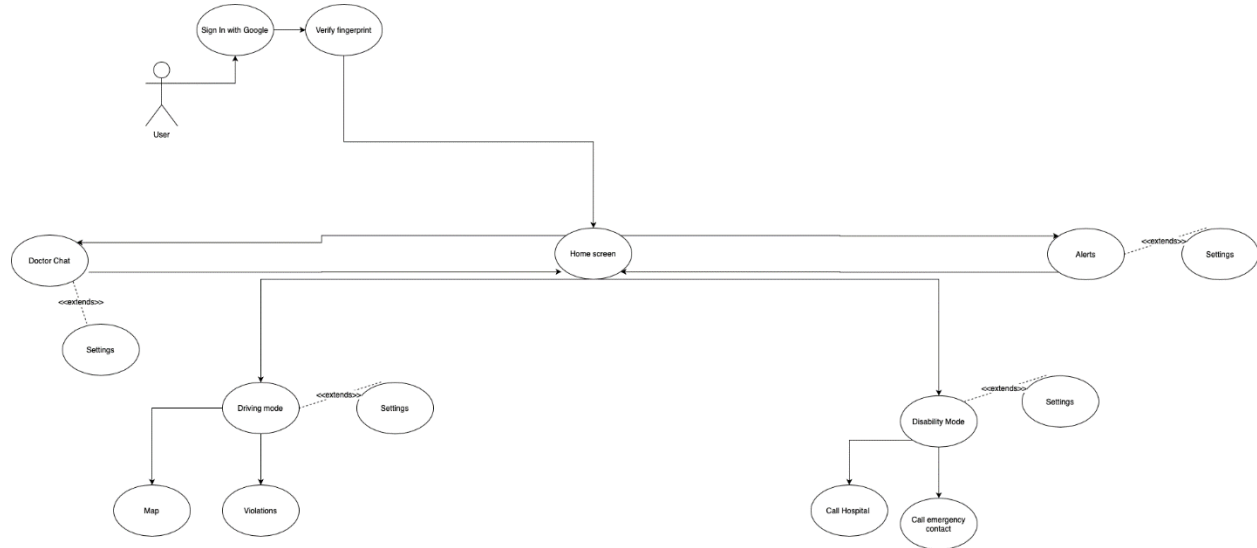 Sign In with Google
Verify fingerprint
User
Doctor Chat
Home screen
Alerts
<<extends>>
Settings
<<extends>>
Settings
Driving mode
<<extends>>
Settings
Disability Mode
<<extends>>
Settings
Map
Violations
Call Hospital
Call emergency
contact